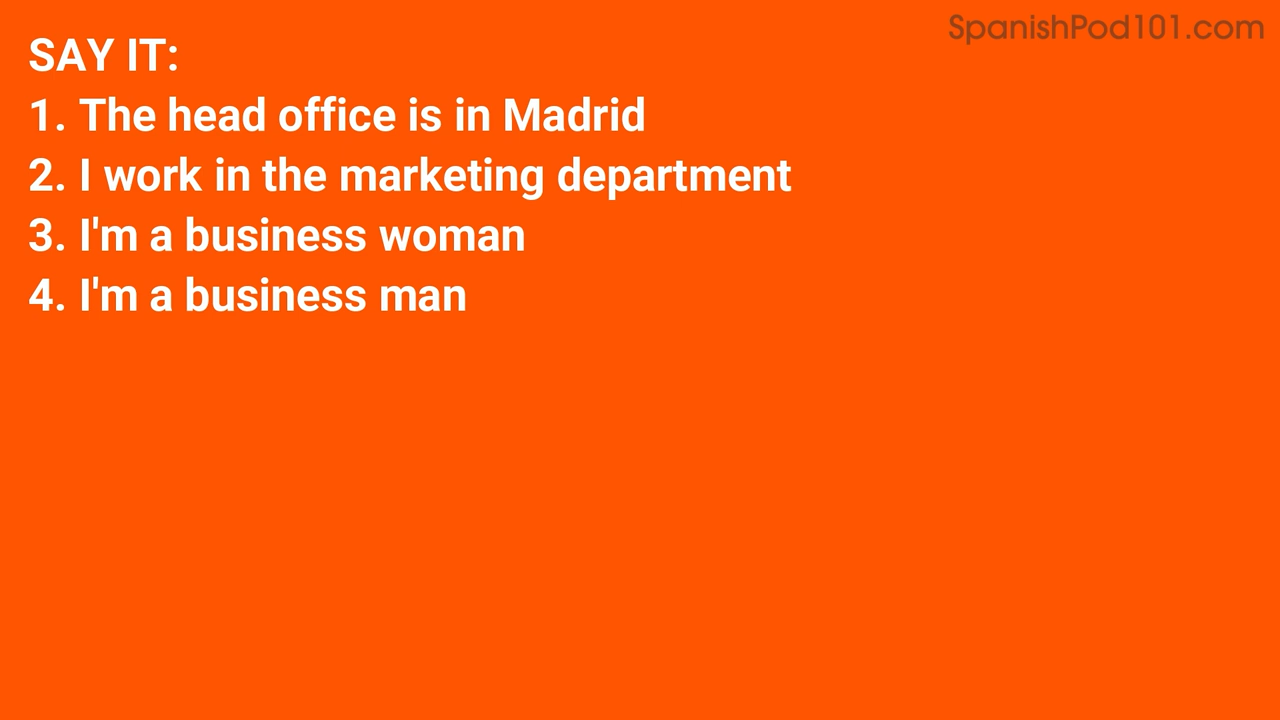 SpanishPod101.com
SAY IT:
1. The head office is in Madrid
2. I work in the marketing department
3. I'm a business woman
4. I'm a business man